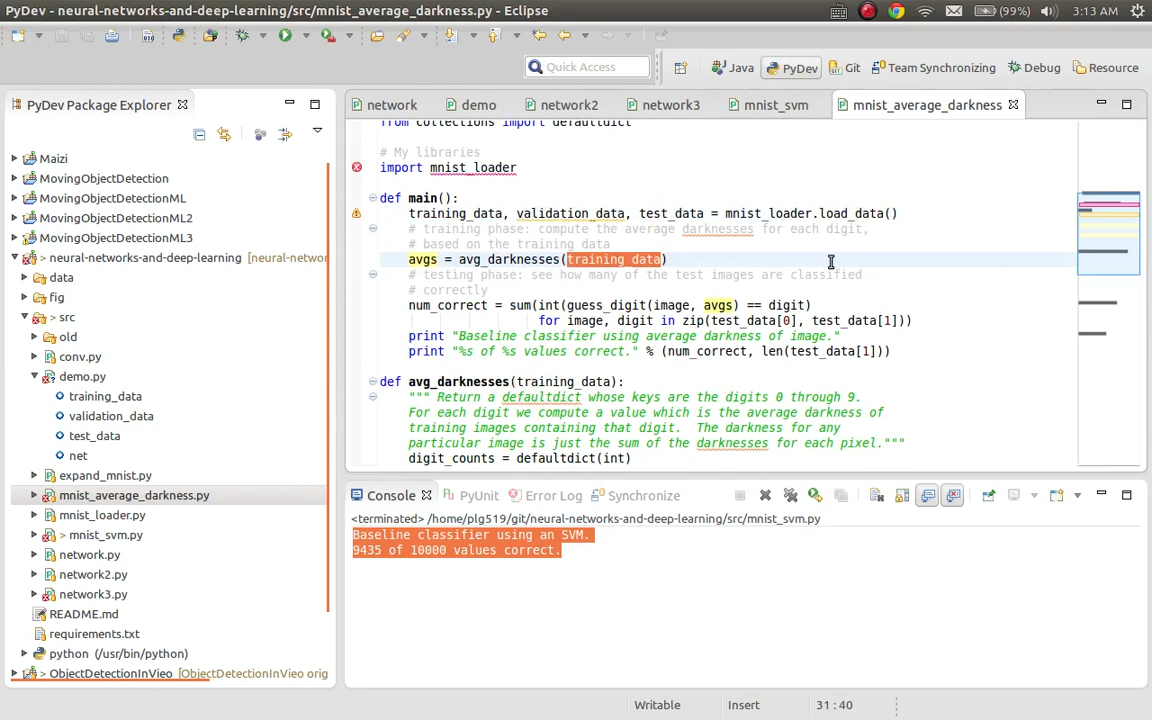 PyDev - neural-networks-and-deep-learning/src/mnist_average_darkness.py - Eclipse
(99%) 3:13 AM
Quick Access
Java PyDev Git Team Synchronizing Debug Resource
PyDev Package Explorer
Maizi
MovingObjectDetection
MovingObjectDetectionML
MovingObjectDetectionML2
MovingObjectDetectionML3
> neural-networks-and-deep-learning [neural-networ
data
fig
> src
old
conv.py
demo.py
training_data
validation_data
test_data
net
expand_mnist.py
mnist_average_darkness.py
mnist_loader.py
> mnist_svm.py
network.py
network2.py
network3.py
README.md
requirements.txt
python (/usr/bin/python)
> ObjectDetectionInVieo [ObjectDetectionInVieo orig
network demo network2 network3 mnist_svm mnist_average_darkness
from collections import defaultdict
# My libraries
import mnist_loader
def main():
training_data, validation_data, test_data = mnist_loader.load_data()
# training phase: compute the average darknesses for each digit,
# based on the training data
avgs = avg_darknesses(training_data)
# testing phase: see how many of the test images are classified
# correctly
num_correct = sum(int(guess_digit(image, avgs) == digit)
for image, digit in zip(test_data[0], test_data[1]))
print "Baseline classifier using average darkness of image."
print "%s of %s values correct." % (num_correct, len(test_data[1]))
def avg_darknesses(training_data):
""" Return a defaultdict whose keys are the digits 0 through 9.
For each digit we compute a value which is the average darkness of
training images containing that digit.  The darkness for any
particular image is just the sum of the darknesses for each pixel."""
digit_counts = defaultdict(int)
Console PyUnit Error Log Synchronize
<terminated> /home/plg519/git/neural-networks-and-deep-learning/src/mnist_svm.py
Baseline classifier using an SVM.
9435 of 10000 values correct.
Writable Insert 31 : 40